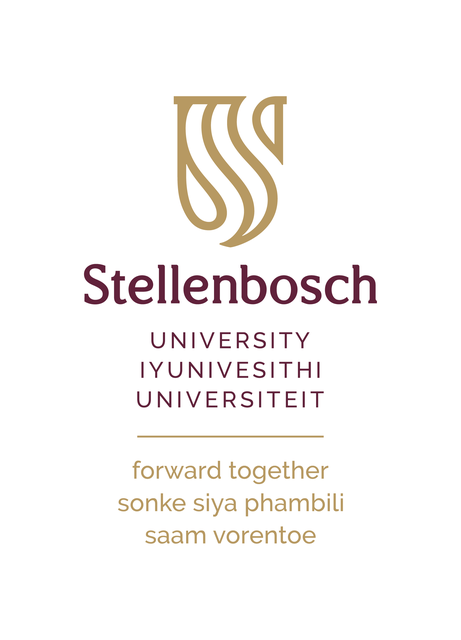 Stellenbosch
UNIVERSITY
IYUNIVESITHI
UNIVERSITEIT
forward together
sonke siya phambili
saam vorentoe